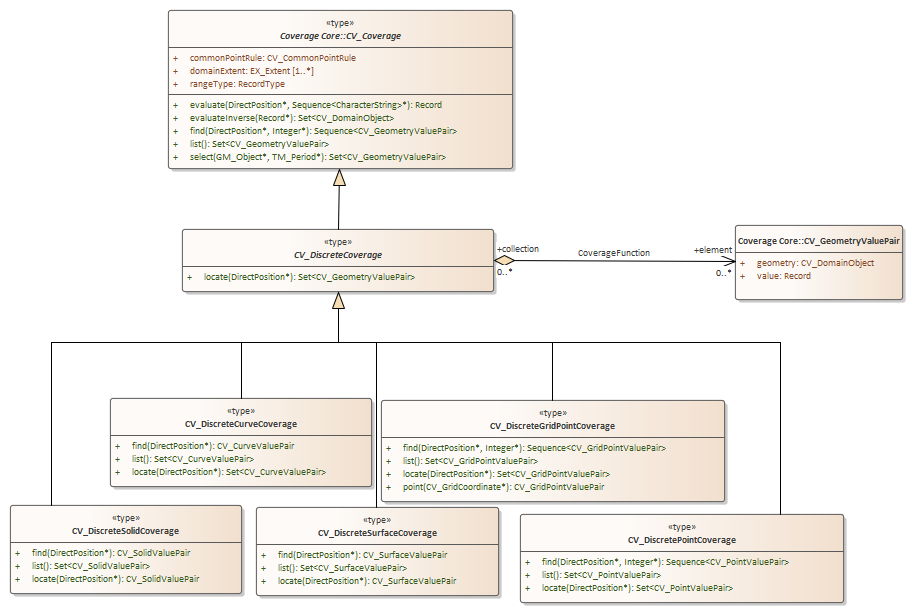 «type»
Coverage Core::CV_Coverage
+ commonPointRule: CV_CommonPointRule
+ domainExtent: EX_Extent [1..*]
+ rangeType: RecordType
+ evaluate(DirectPosition*, Sequence<CharacterString>*): Record
+ evaluateInverse(Record*): Set<CV_DomainObject>
+ find(DirectPosition*, Integer*): Sequence<CV_GeometryValuePair>
+ list(): Set<CV_GeometryValuePair>
+ select(GM_Object*, TM_Period*): Set<CV_GeometryValuePair>
«type»
CV_DiscreteCoverage
+ locate(DirectPosition*): Set<CV_GeometryValuePair>
+collection
0..*
CoverageFunction
+element
0..*
Coverage Core::CV_GeometryValuePair
+ geometry: CV_DomainObject
+ value: Record
«type»
CV_DiscreteCurveCoverage
+ find(DirectPosition*): CV_CurveValuePair
+ list(): Set<CV_CurveValuePair>
+ locate(DirectPosition*): Set<CV_CurveValuePair>
«type»
CV_DiscreteGridPointCoverage
+ find(DirectPosition*, Integer*): Sequence<CV_GridPointValuePair>
+ list(): Set<CV_GridPointValuePair>
+ locate(DirectPosition*): Set<CV_GridPointValuePair>
+ point(CV_GridCoordinate*): CV_GridPointValuePair
«type»
CV_DiscreteSolidCoverage
+ find(DirectPosition*): CV_SolidValuePair
+ list(): Set<CV_SolidValuePair>
+ locate(DirectPosition*): CV_SolidValuePair
«type»
CV_DiscreteSurfaceCoverage
+ find(DirectPosition*): CV_SurfaceValuePair
+ list(): Set<CV_SurfaceValuePair>
+ locate(DirectPosition*): CV_SurfaceValuePair
«type»
CV_DiscretePointCoverage
+ find(DirectPosition*, Integer*): Sequence<CV_PointValuePair>
+ list(): Set<CV_PointValuePair>
+ locate(DirectPosition*): Set<CV_PointValuePair>